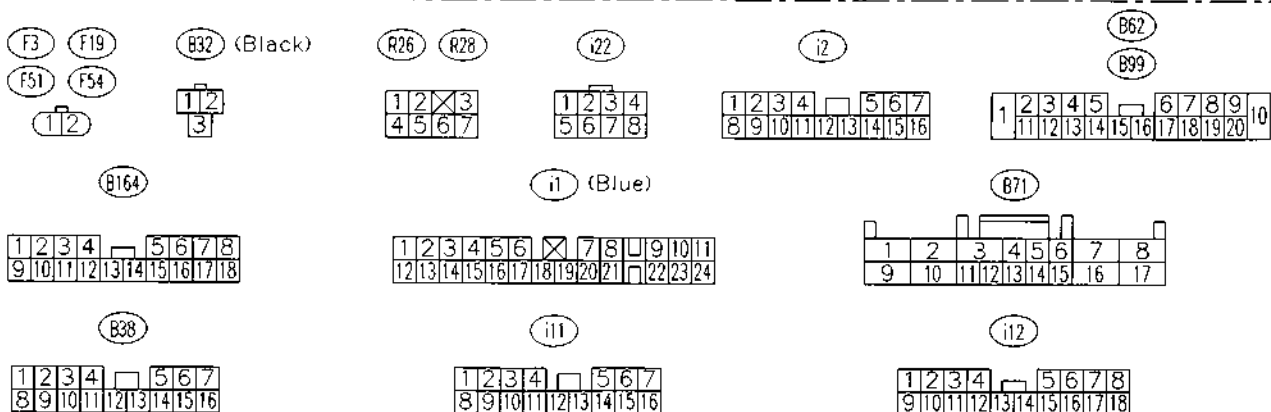 F3 F19 B32 (Black) R26 R28 i22 i2 B62
F51 F54 B99
1 2
1 2
3
1 2 3
4 5 6 7
1 2 3 4
5 6 7 8
1 2 3 4 5 6 7
8 9 10 11 12 13 14 15 16
1 2 3 4 5 6 7 8 9 10
11 12 13 14 15 16 17 18 19 20
B164 i1 (Blue) B71
1 2 3 4 5 6 7 8
9 10 11 12 13 14 15 16 17 18
1 2 3 4 5 6 7 8 9 10 11
12 13 14 15 16 17 18 19 20 21 22 23 24
1 2 3 4 5 6 7 8
9 10 11 12 13 14 15 16 17
B38 i11 i12
1 2 3 4 5 6 7
8 9 10 11 12 13 14 15 16
1 2 3 4 5 6 7
8 9 10 11 12 13 14 15 16
1 2 3 4 5 6 7 8
9 10 11 12 13 14 15 16 17 18